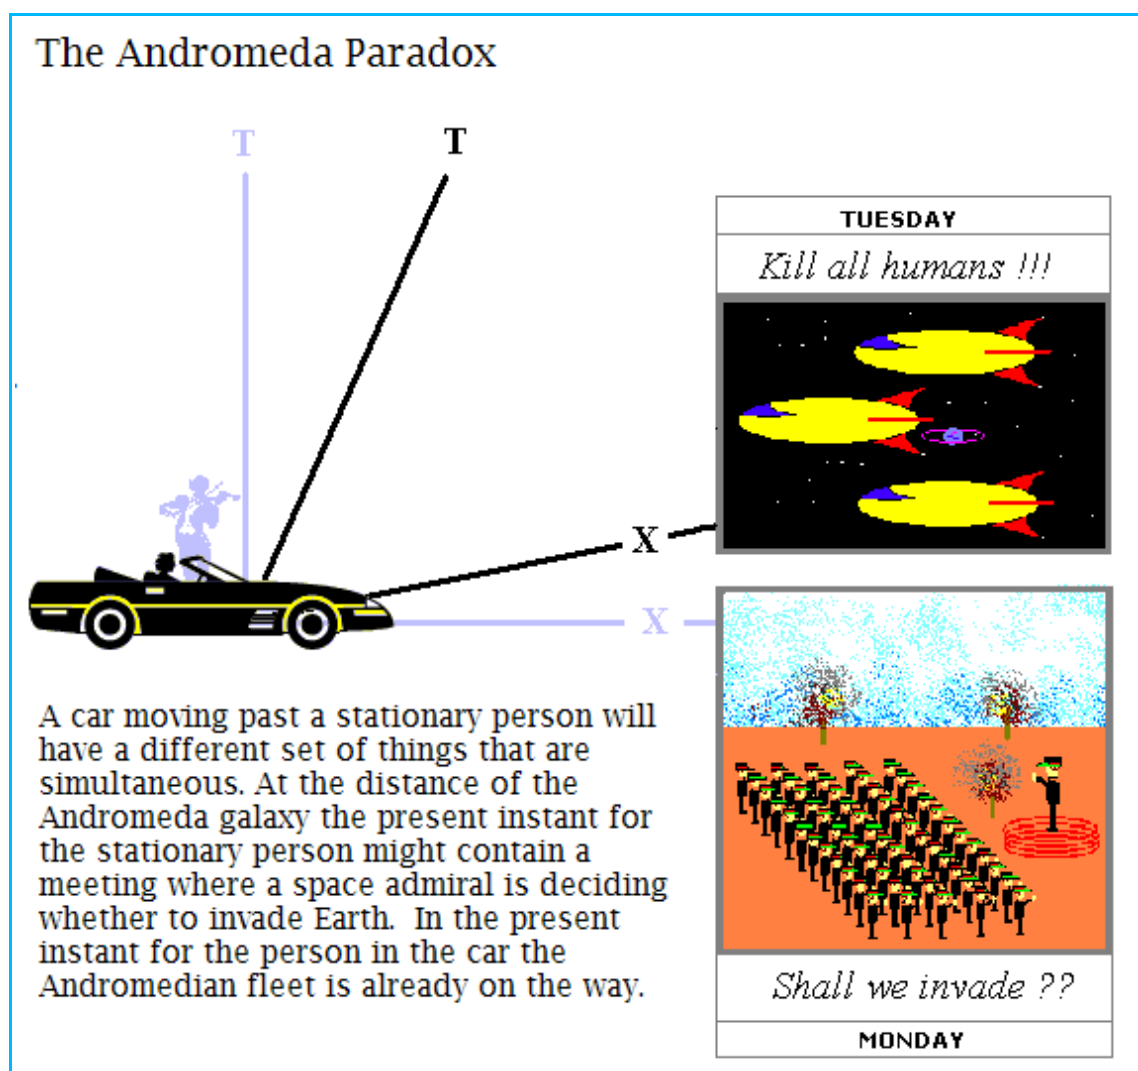 The Andromeda Paradox
T
T
TUESDAY
Kill all humans !!!
X
X
A car moving past a stationary person will
have a different set of things that are
simultaneous. At the distance of the
Andromeda galaxy the present instant for
the stationary person might contain a
meeting where a space admiral is deciding
whether to invade Earth.  In the present
instant for the person in the car the
Andromedian fleet is already on the way.
Shall we invade ??
MONDAY